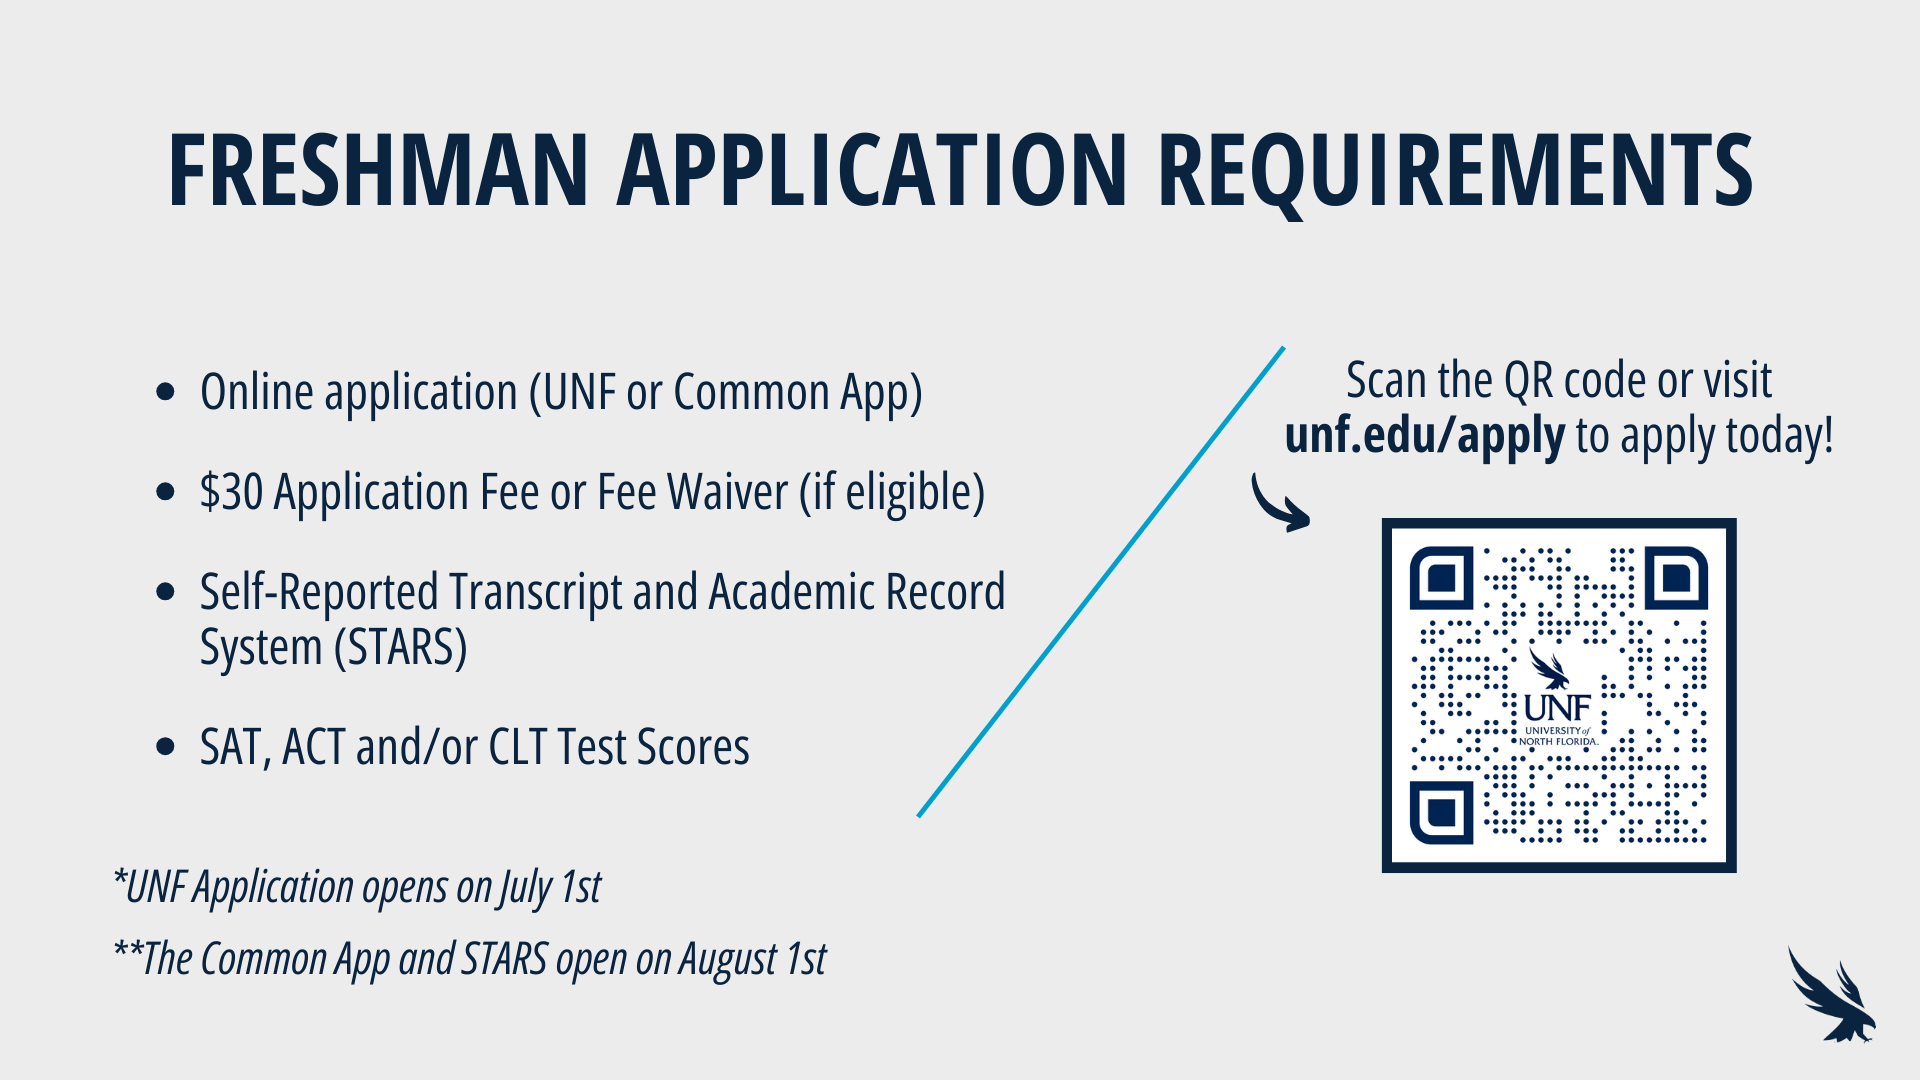 FRESHMAN APPLICATION REQUIREMENTS
• Online application (UNF or Common App)
• $30 Application Fee or Fee Waiver (if eligible)
• Self-Reported Transcript and Academic Record
System (STARS)
• SAT, ACT and/or CLT Test Scores
*UNF Application opens on July 1st
**The Common App and STARS open on August 1st
Scan the QR code or visit
unf.edu/apply to apply today!
UNF
UNIVERSITY of
NORTH FLORIDA.